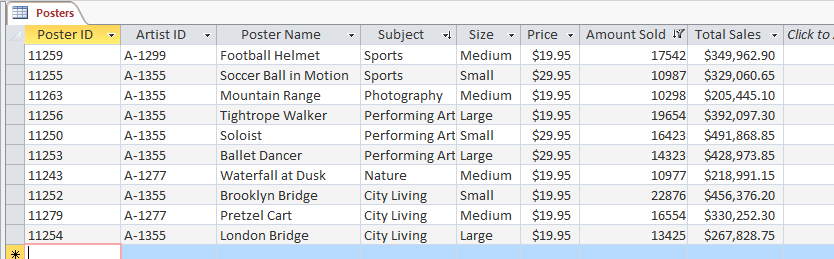 Posters
Poster ID Artist ID Poster Name Subject Size Price Amount Sold Total Sales Click to
11259 A-1299 Football Helmet Sports Medium $19.95 17542 $349,962.90
11255 A-1355 Soccer Ball in Motion Sports Small $29.95 10987 $329,060.65
11263 A-1355 Mountain Range Photography Medium $19.95 10298 $205,445.10
11256 A-1355 Tightrope Walker Performing Art Large $19.95 19654 $392,097.30
11250 A-1355 Soloist Performing Art Small $29.95 16423 $491,868.85
11253 A-1355 Ballet Dancer Performing Art Large $29.95 14323 $428,973.85
11243 A-1277 Waterfall at Dusk Nature Medium $19.95 10977 $218,991.15
11252 A-1355 Brooklyn Bridge City Living Small $19.95 22876 $456,376.20
11279 A-1277 Pretzel Cart City Living Medium $19.95 16554 $330,252.30
11254 A-1355 London Bridge City Living Large $19.95 13425 $267,828.75